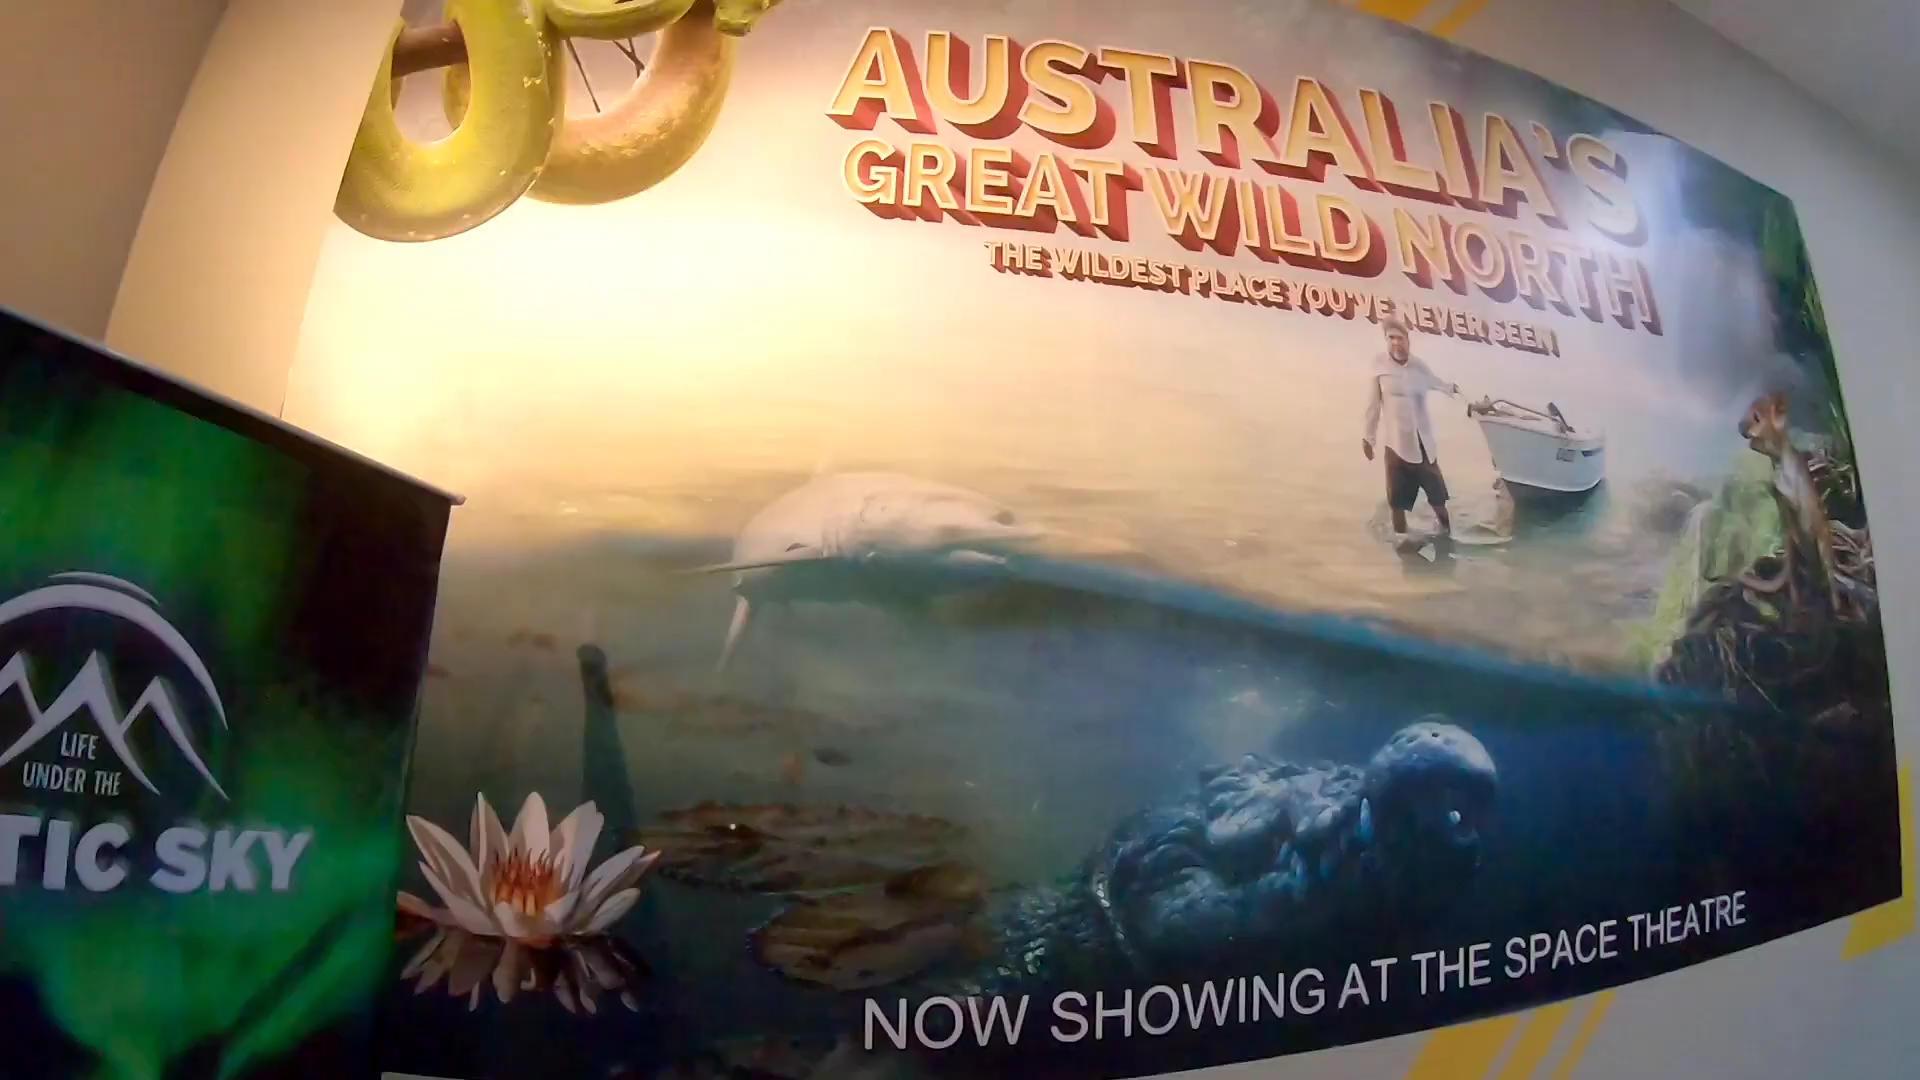 AUSTRALIA'S
GREAT WILD NORTH
THE WILDEST PLACE YOU'VE NEVER SEEN
LIFE
UNDER THE
TIC SKY
NOW SHOWING AT THE SPACE THEATRE